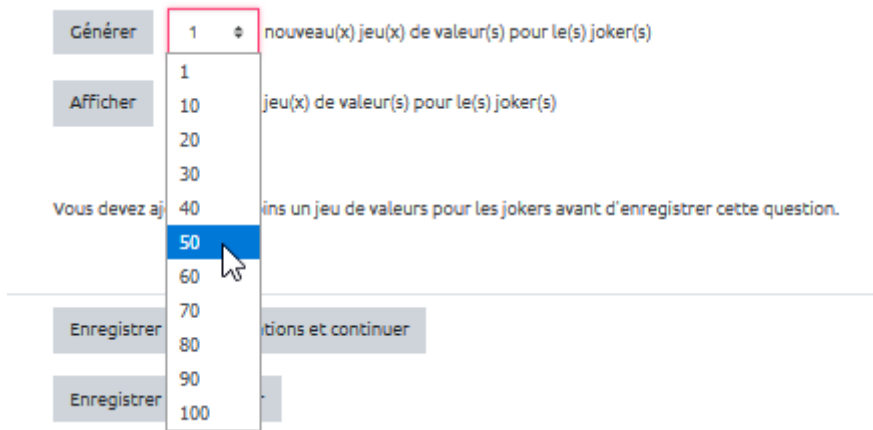 Générer 1 nouveau(x) jeu(x) de valeur(s) pour le(s) joker(s)
1
Afficher 10 jeu(x) de valeur(s) pour le(s) joker(s)
20
30
Vous devez aj 40 ins un jeu de valeurs pour les jokers avant d'enregistrer cette question.
50
60
70
Enregistrer tions et continuer
80
90
Enregistrer
100